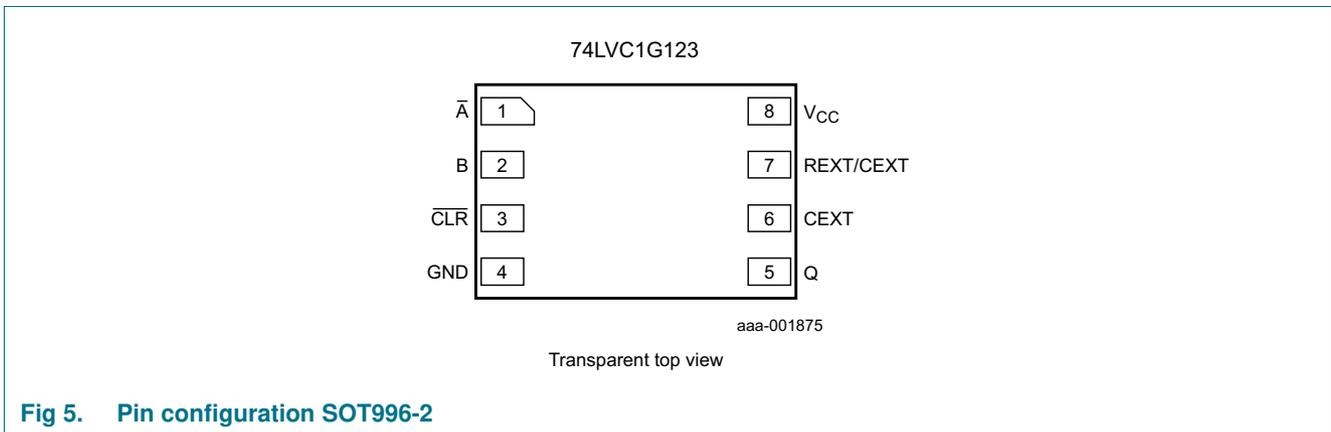 74LVC1G123
A̅ 1 8 VCC
B 2 7 REXT/CEXT
C̅L̅R̅ 3 6 CEXT
GND 4 5 Q
aaa-001875
Transparent top view
Fig 5. Pin configuration SOT996-2